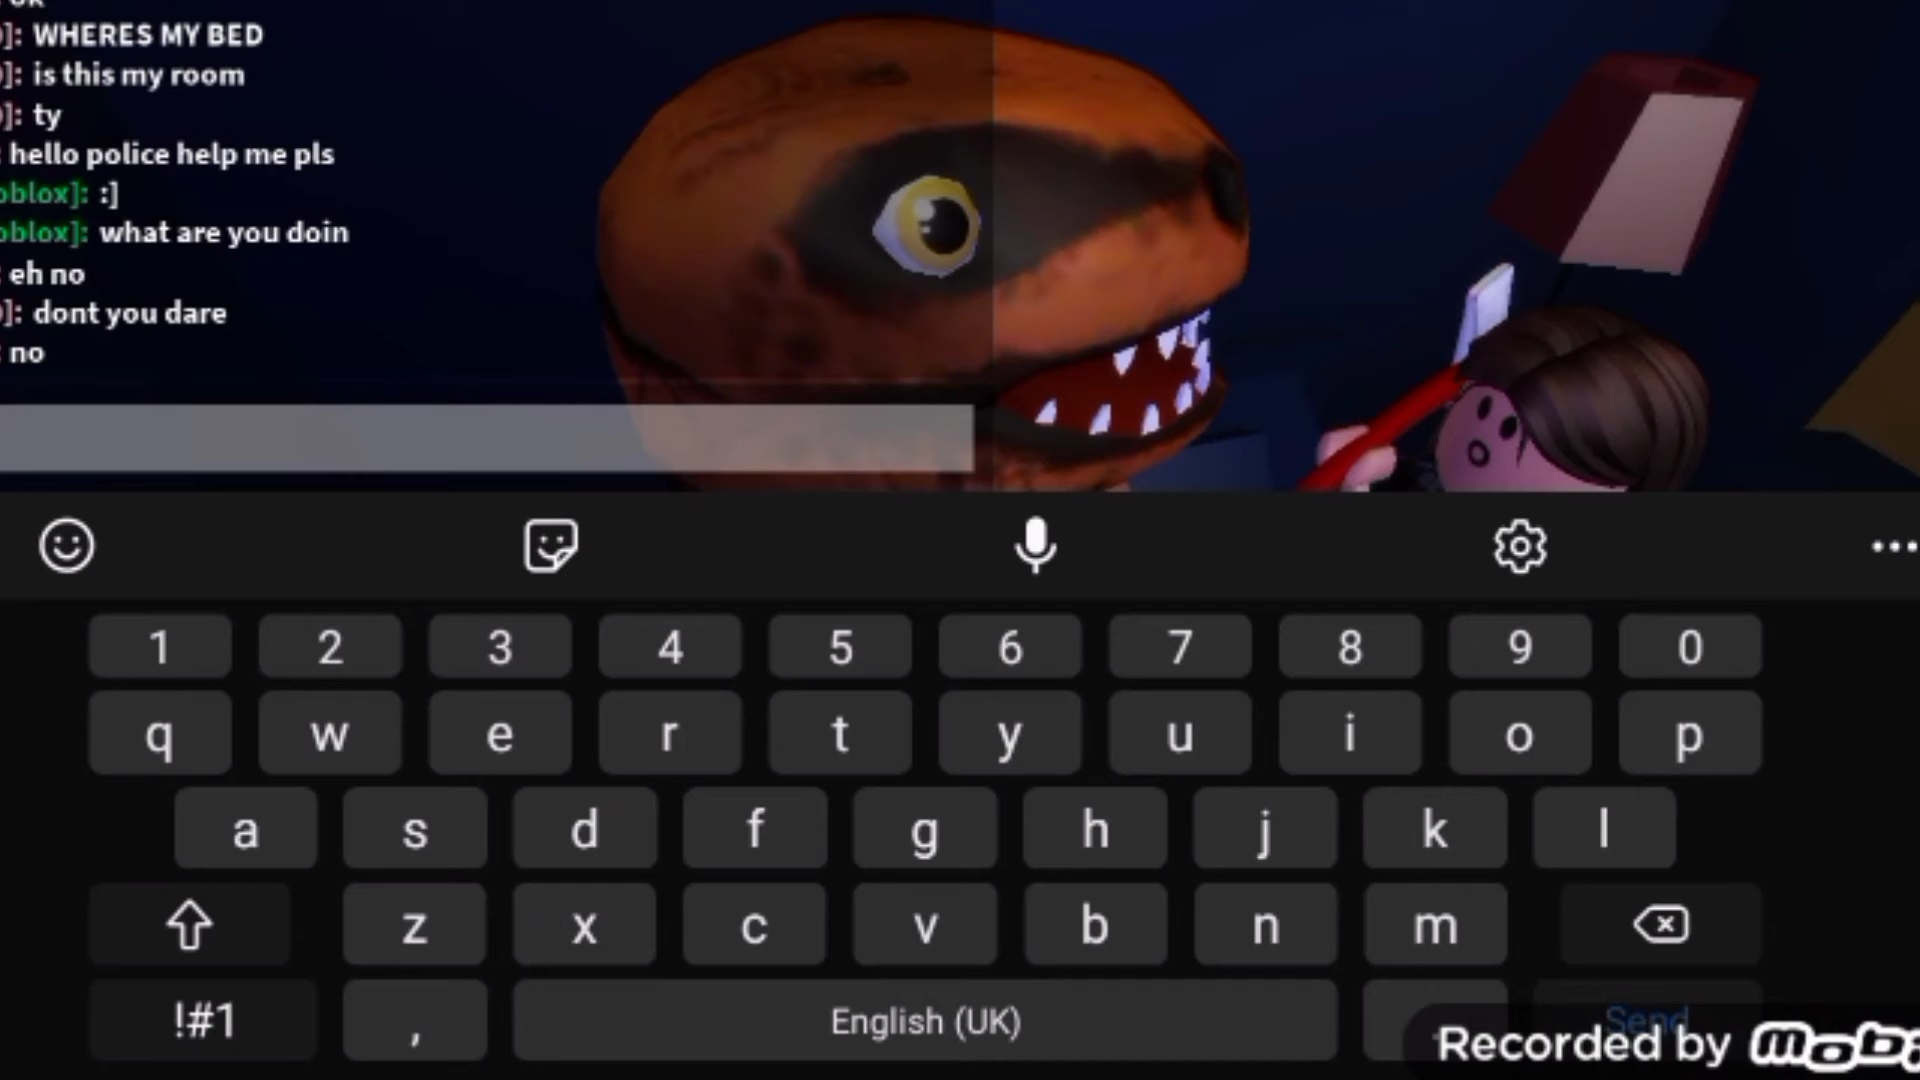 ]: WHERES MY BED
]: is this my room
]: ty
: hello police help me pls
oblox]: :]
oblox]: what are you doin
: eh no
]: dont you dare
: no
1 2 3 4 5 6 7 8 9 0
q w e r t y u i o p
a s d f g h j k l
z x c v b n m
!#1 , English (UK) Send
Recorded by mobi